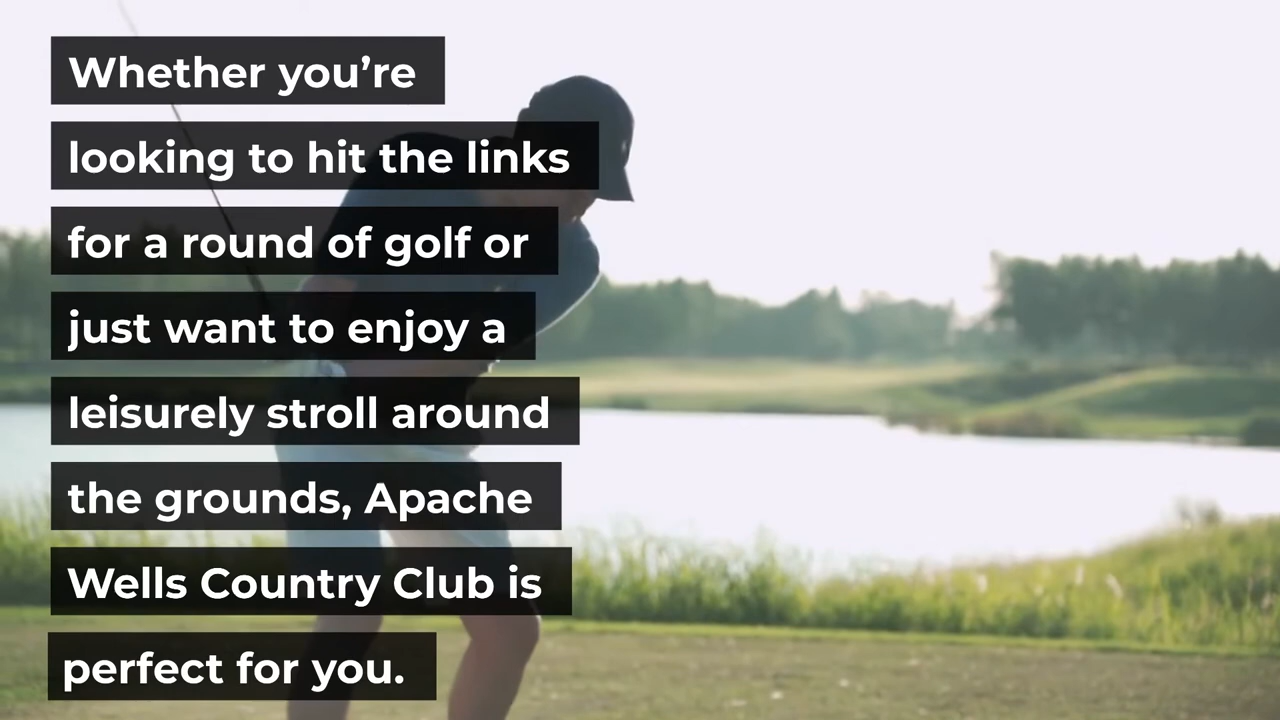 Whether you’re
looking to hit the links
for a round of golf or
just want to enjoy a
leisurely stroll around
the grounds, Apache
Wells Country Club is
perfect for you.